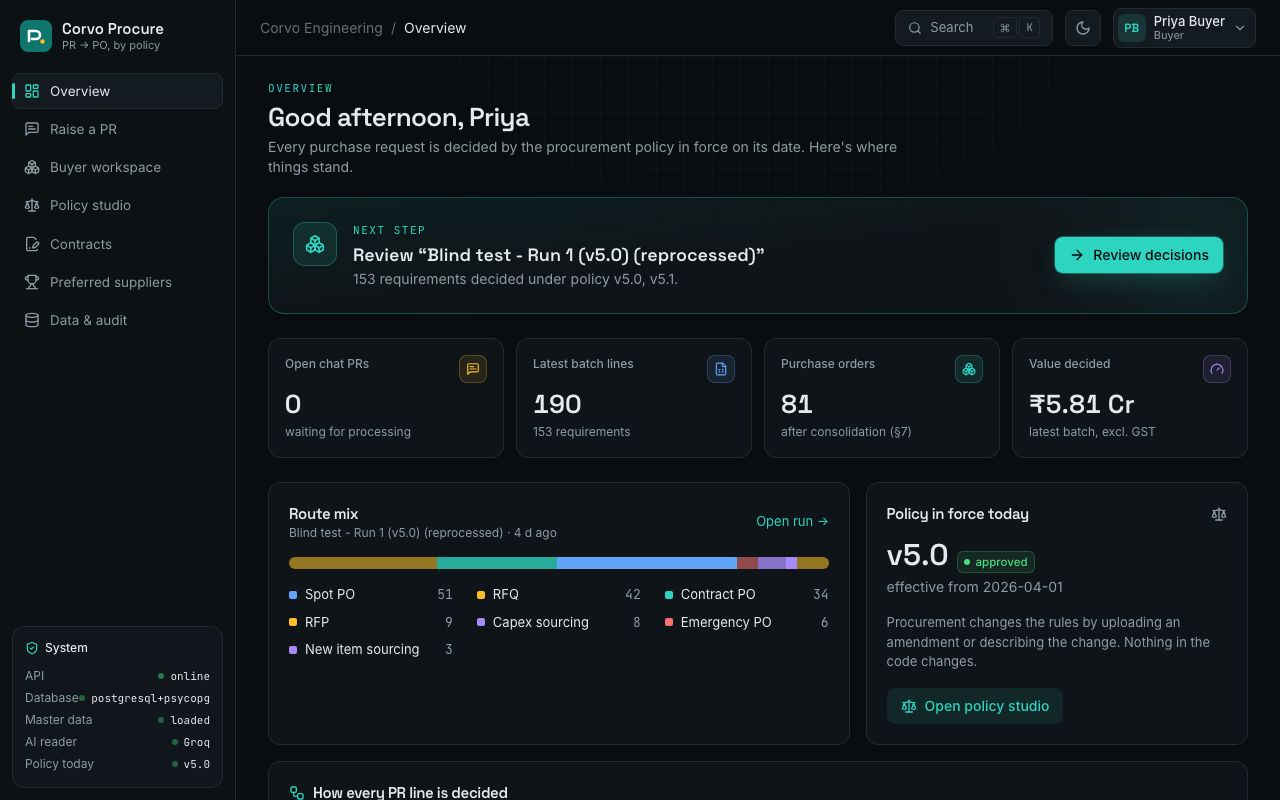 Corvo Procure
PR → PO, by policy
Overview
Raise a PR
Buyer workspace
Policy studio
Contracts
Preferred suppliers
Data & audit
System
API online
Database postgresql+psycopg
Master data loaded
AI reader Groq
Policy today v5.0
Corvo Engineering / Overview
Search ⌘ K
PB
Priya Buyer
Buyer
OVERVIEW
Good afternoon, Priya
Every purchase request is decided by the procurement policy in force on its date. Here's where
things stand.
NEXT STEP
Review “Blind test - Run 1 (v5.0) (reprocessed)”
153 requirements decided under policy v5.0, v5.1.
→ Review decisions
Open chat PRs
0
waiting for processing
Latest batch lines
190
153 requirements
Purchase orders
81
after consolidation (§7)
Value decided
₹5.81 Cr
latest batch, excl. GST
Route mix
Blind test - Run 1 (v5.0) (reprocessed) · 4 d ago
Open run →
Spot PO 51 RFQ 42 Contract PO 34
RFP 9 Capex sourcing 8 Emergency PO 6
New item sourcing 3
Policy in force today
v5.0 approved
effective from 2026-04-01
Procurement changes the rules by uploading an
amendment or describing the change. Nothing in the
code changes.
Open policy studio
How every PR line is decided